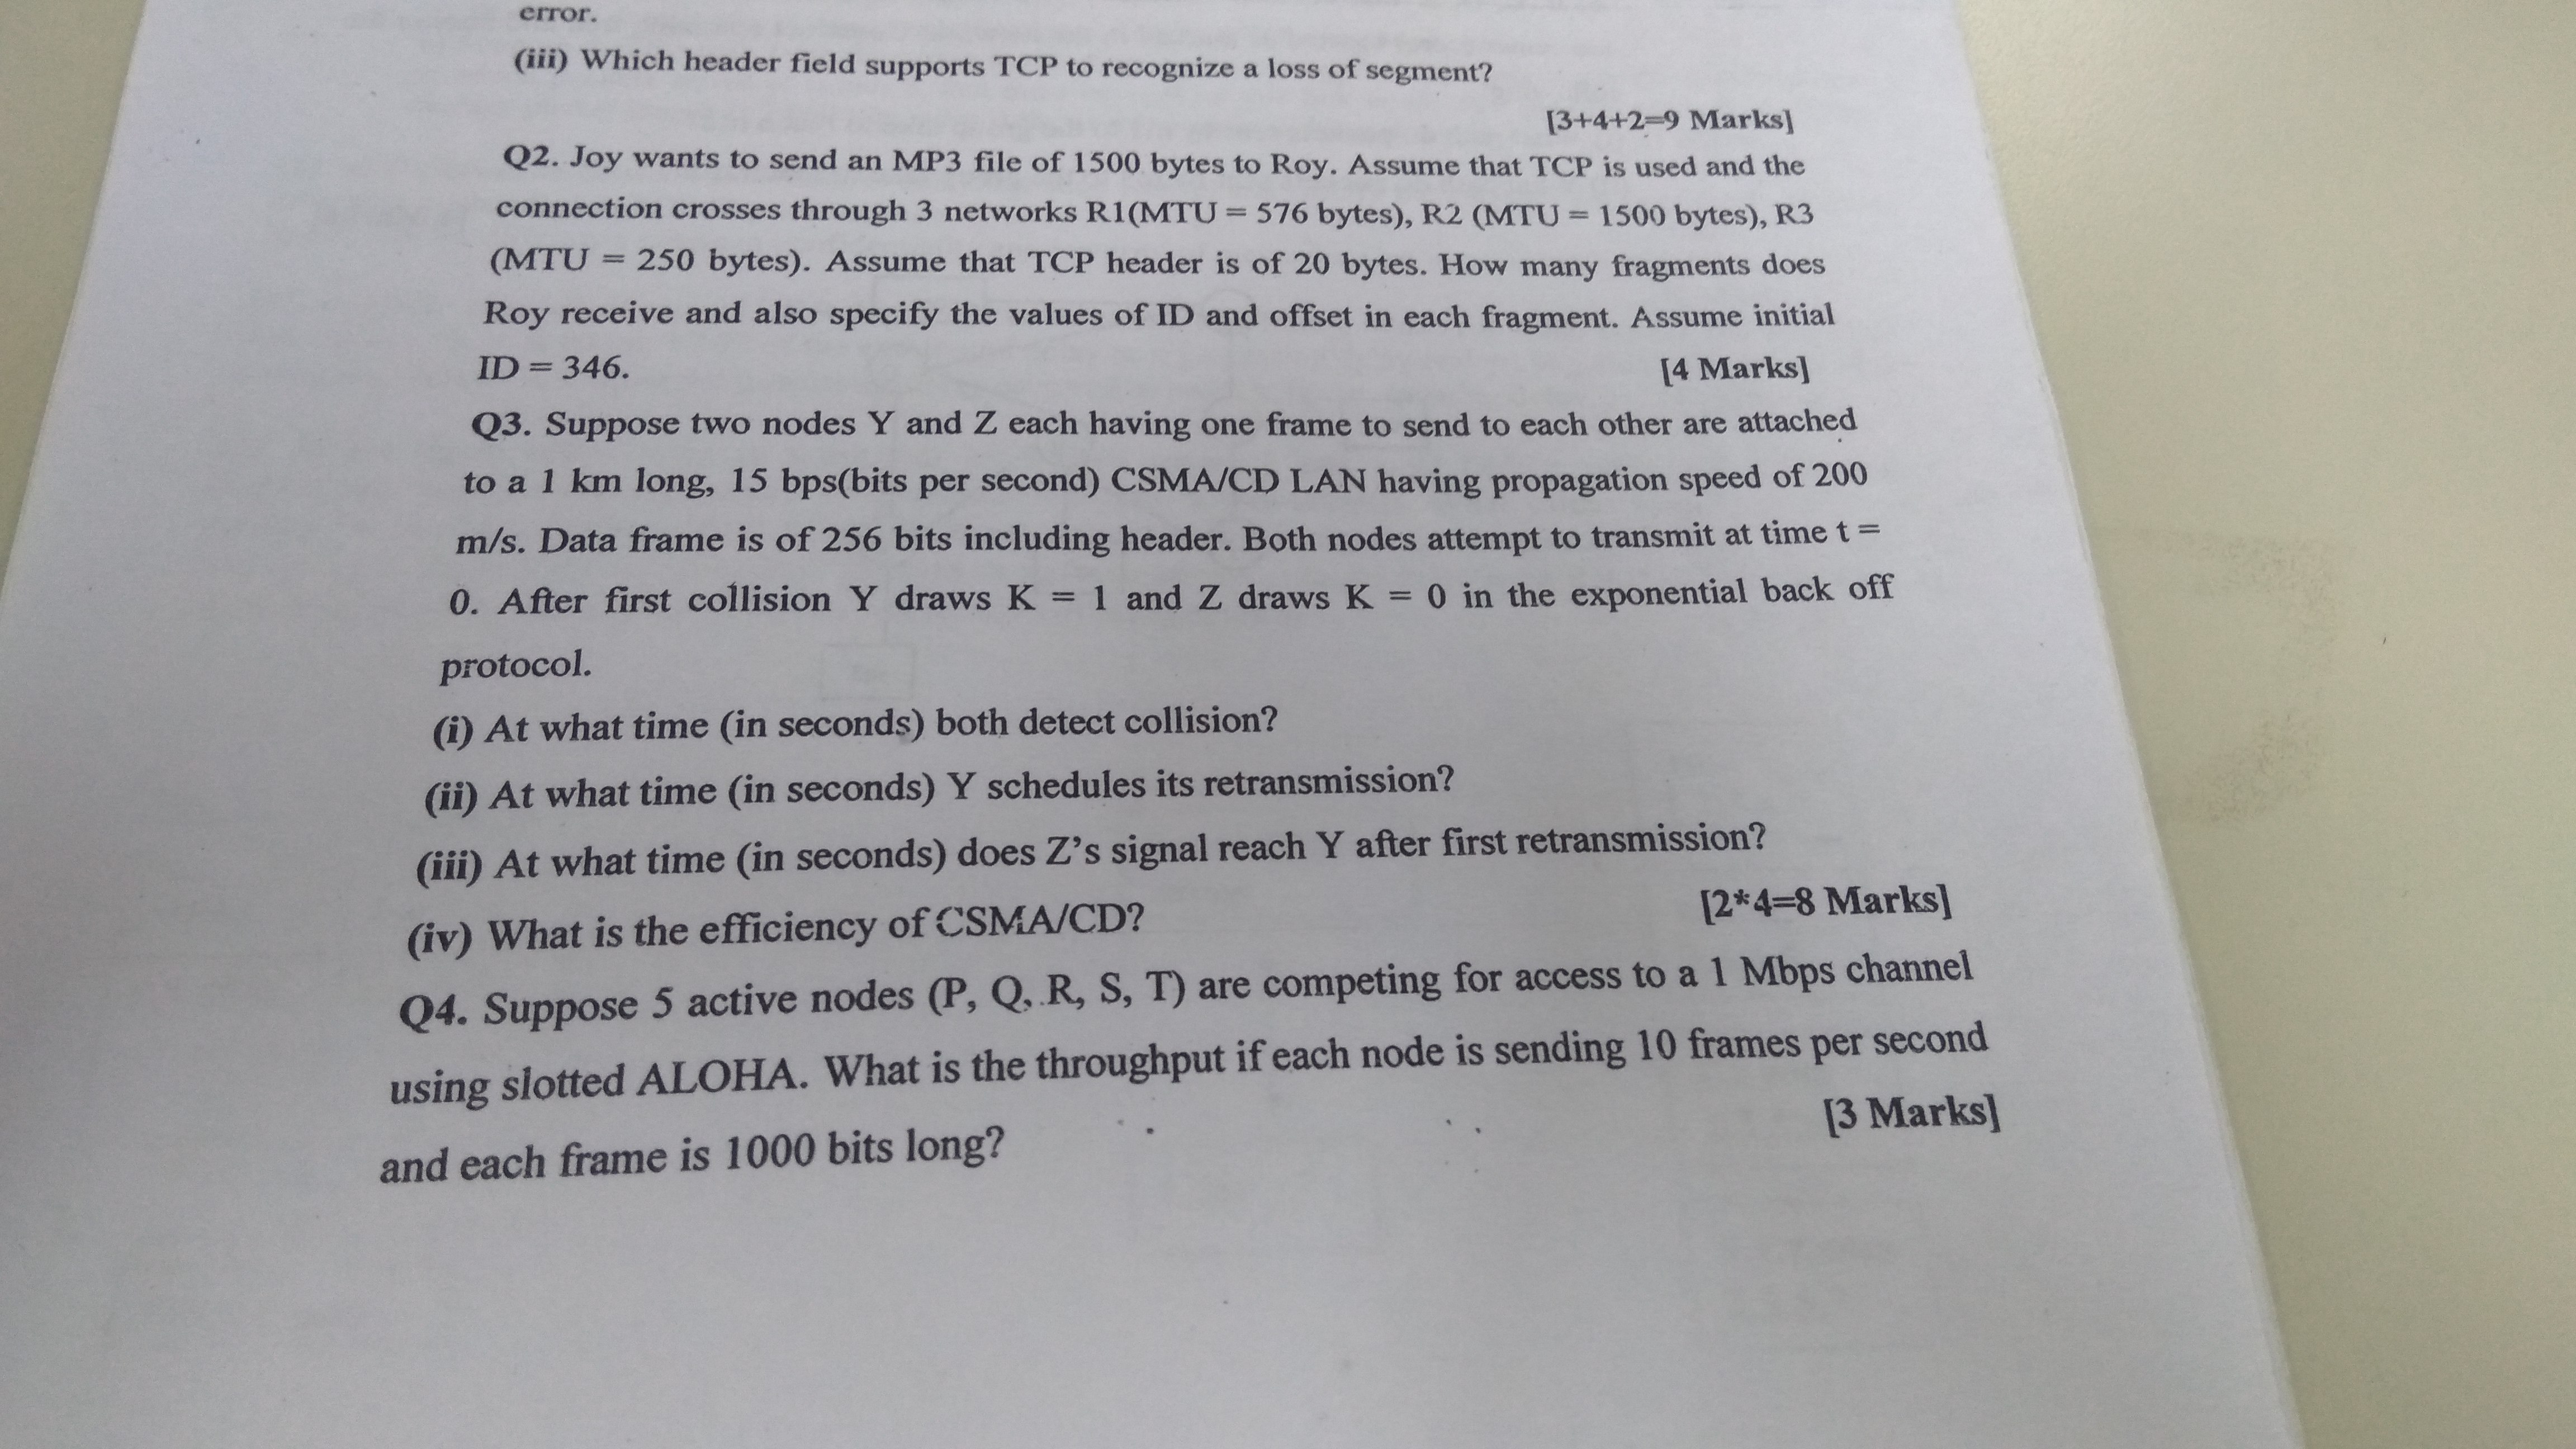 error.
(iii) Which header field supports TCP to recognize a loss of segment?
[3+4+2=9 Marks]
Q2. Joy wants to send an MP3 file of 1500 bytes to Roy. Assume that TCP is used and the
connection crosses through 3 networks R1(MTU = 576 bytes), R2 (MTU = 1500 bytes), R3
(MTU = 250 bytes). Assume that TCP header is of 20 bytes. How many fragments does
Roy receive and also specify the values of ID and offset in each fragment. Assume initial
ID = 346. [4 Marks]
Q3. Suppose two nodes Y and Z each having one frame to send to each other are attached
to a 1 km long, 15 bps(bits per second) CSMA/CD LAN having propagation speed of 200
m/s. Data frame is of 256 bits including header. Both nodes attempt to transmit at time t =
0. After first collision Y draws K = 1 and Z draws K = 0 in the exponential back off
protocol.
(i) At what time (in seconds) both detect collision?
(ii) At what time (in seconds) Y schedules its retransmission?
(iii) At what time (in seconds) does Z's signal reach Y after first retransmission?
(iv) What is the efficiency of CSMA/CD? [2*4=8 Marks]
Q4. Suppose 5 active nodes (P, Q, R, S, T) are competing for access to a 1 Mbps channel
using slotted ALOHA. What is the throughput if each node is sending 10 frames per second
and each frame is 1000 bits long? [3 Marks]